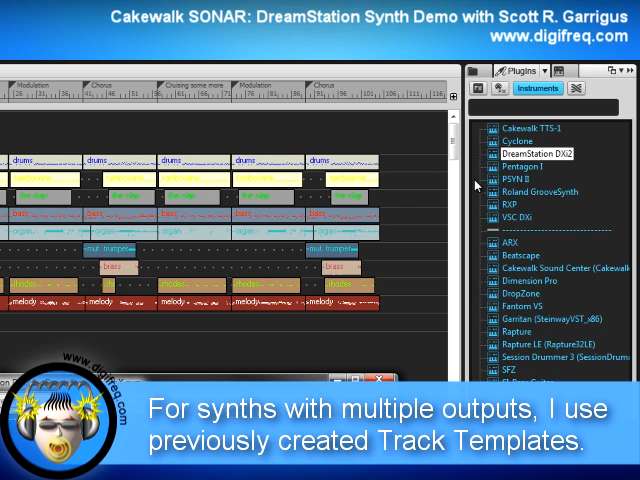 Cakewalk SONAR: DreamStation Synth Demo with Scott R. Garrigus
www.digifreq.com
PlugIns
Modulation Chorus Cruising some more Modulation Chorus
Instruments
Cakewalk TTS-1
Cyclone
DreamStation DXi2
Pentagon I
PSYN II
Roland GrooveSynth
RXP
VSC DXi
ARX
Beatscape
Cakewalk Sound Center (Cakewalk
Dimension Pro
DropZone
Fantom VS
Garritan (SteinwayVST_x86)
Rapture
Rapture LE (Rapture32LE)
Session Drummer 3 (SessionDrum
SFZ
drums drums drums drums drums
bass bass bass bass bass
organ organ organ organ
mut. trumpet mut. trumpet
brass brass
rhodes rhodes rhodes rhodes
melody melody melody melody melody
www.digifreq.com
For synths with multiple outputs, I use
previously created Track Templates.